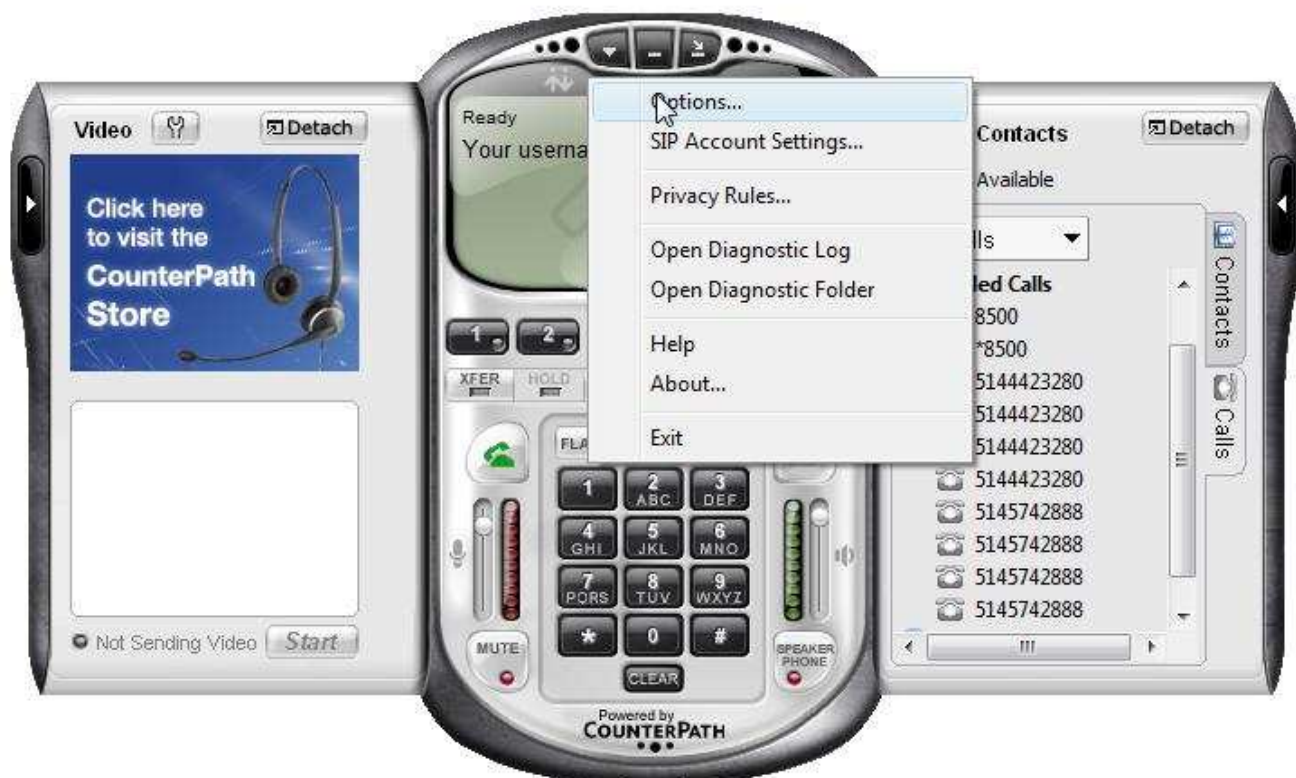 Video
Detach
Click here
to visit the
CounterPath
Store
Not Sending Video
Start
Ready
Your userna
1
2
XFER
HOLD
FLA
1
2
ABC
3
DEF
4
GHI
5
JKL
6
MNO
7
PQRS
8
TUV
9
WXYZ
*
0
#
MUTE
CLEAR
SPEAKER
PHONE
Powered by
COUNTERPATH
Options...
SIP Account Settings...
Privacy Rules...
Open Diagnostic Log
Open Diagnostic Folder
Help
About...
Exit
Contacts
Detach
Available
lls
led Calls
8500
*8500
5144423280
5144423280
5144423280
5144423280
5145742888
5145742888
5145742888
5145742888
Contacts
Calls